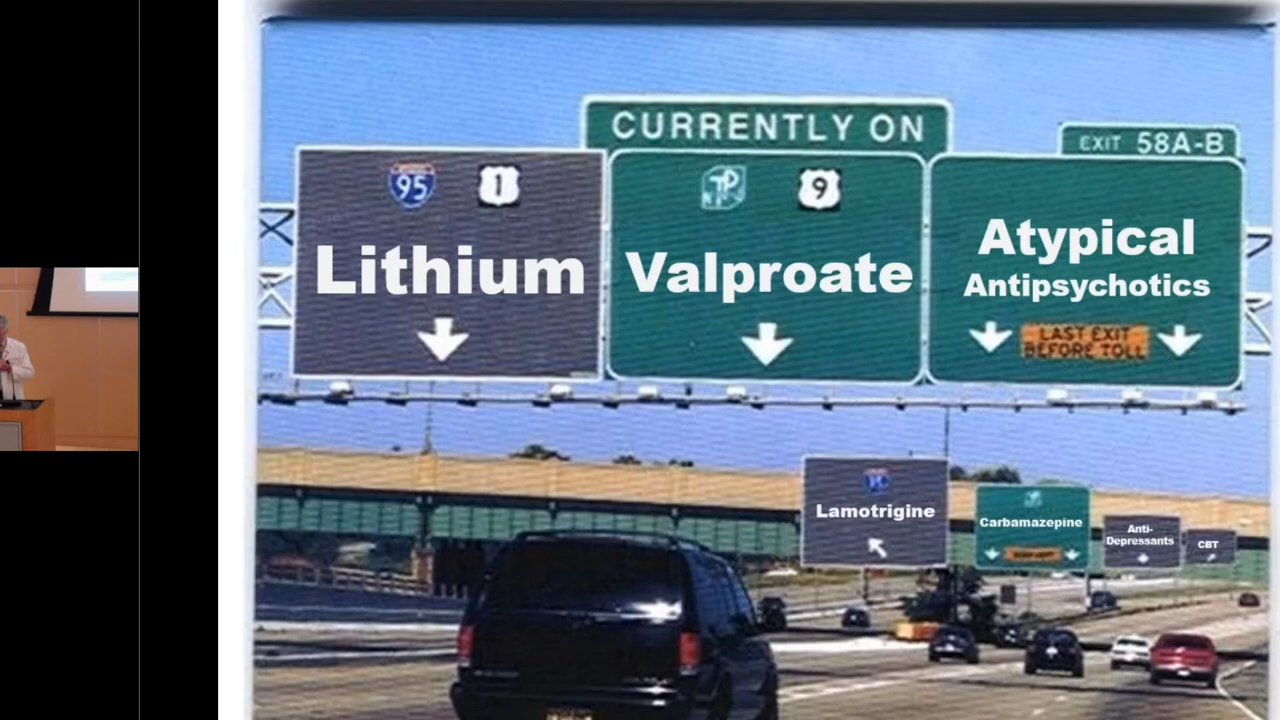 CURRENTLY ON
EXIT 58A-B
95
1
9
Lithium
Valproate
Atypical
Antipsychotics
LAST EXIT
BEFORE TOLL
Lamotrigine
Carbamazepine
Anti-
Depressants
CBT